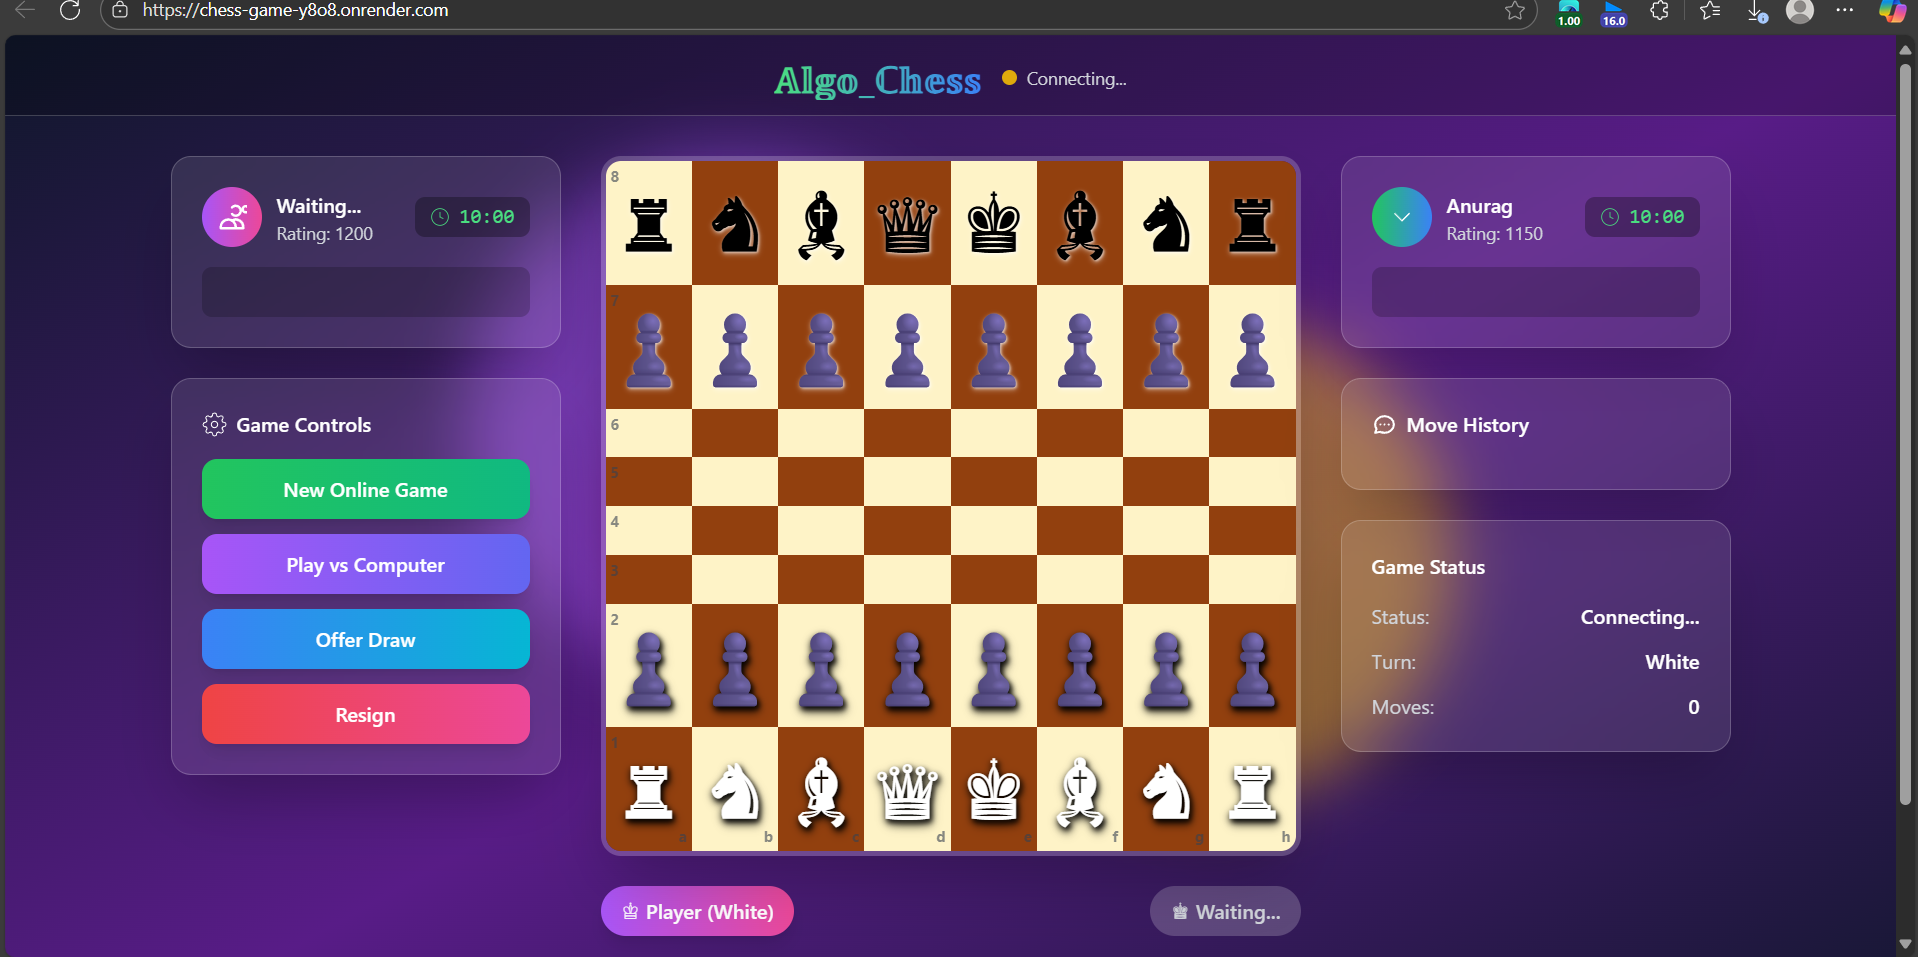 https://chess-game-y8o8.onrender.com
1.00
16.0
Algo_Chess
Connecting...
Waiting...
Rating: 1200
10:00
Game Controls
New Online Game
Play vs Computer
Offer Draw
Resign
8
7
6
5
4
3
2
1
a
b
c
d
e
f
g
h
Player (White)
Waiting...
Anurag
Rating: 1150
10:00
Move History
Game Status
Status: Connecting...
Turn: White
Moves: 0